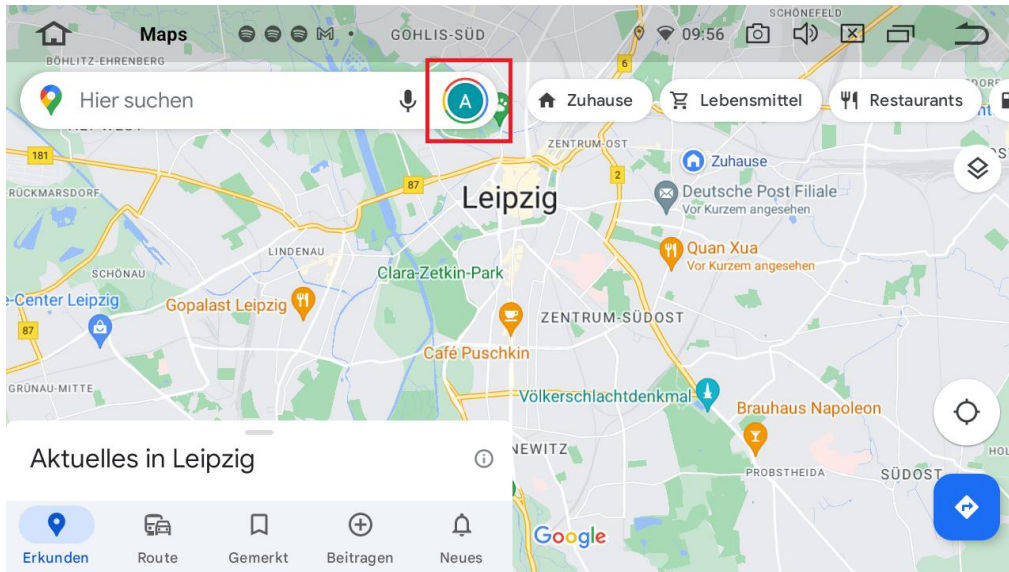 SCHÖNEFELD
Maps
GOHLIS-SÜD
09:56
BÖHLITZ-EHRENBERG
6
Hier suchen
A
Zuhause
Lebensmittel
Restaurants
181
ZENTRUM-OST
87
2
Zuhause
RÜCKMARSDORF
Leipzig
Deutsche Post Filiale
Vor Kurzem angesehen
LINDENAU
Quan Xua
Vor Kurzem angesehen
SCHÖNAU
Clara-Zetkin-Park
e-Center Leipzig
Gopalast Leipzig
87
ZENTRUM-SÜDOST
Café Puschkin
GRÜNAU-MITTE
Völkerschlachtdenkmal
Brauhaus Napoleon
Aktuelles in Leipzig
NEWITZ
HOL
PROBSTHEIDA
SÜDOST
Google
Erkunden
Route
Gemerkt
Beitragen
Neues